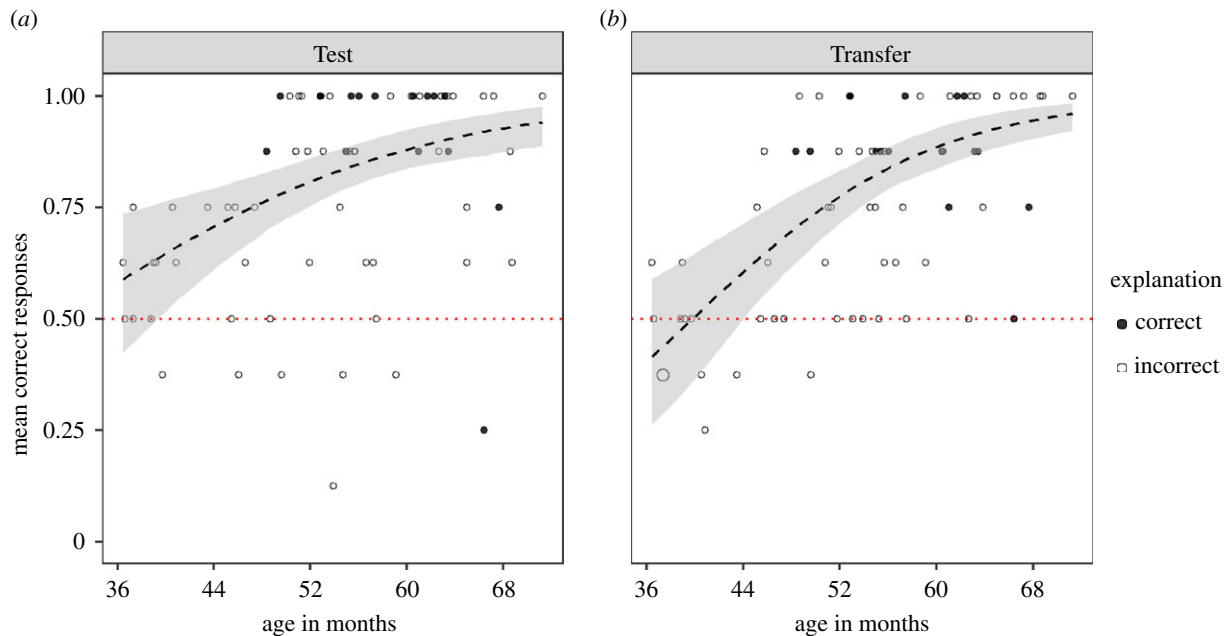 (a)
(b)
Test
Transfer
mean correct responses
1.00
0.75
0.50
0.25
0
36 44 52 60 68
36 44 52 60 68
age in months
age in months
explanation
correct
incorrect